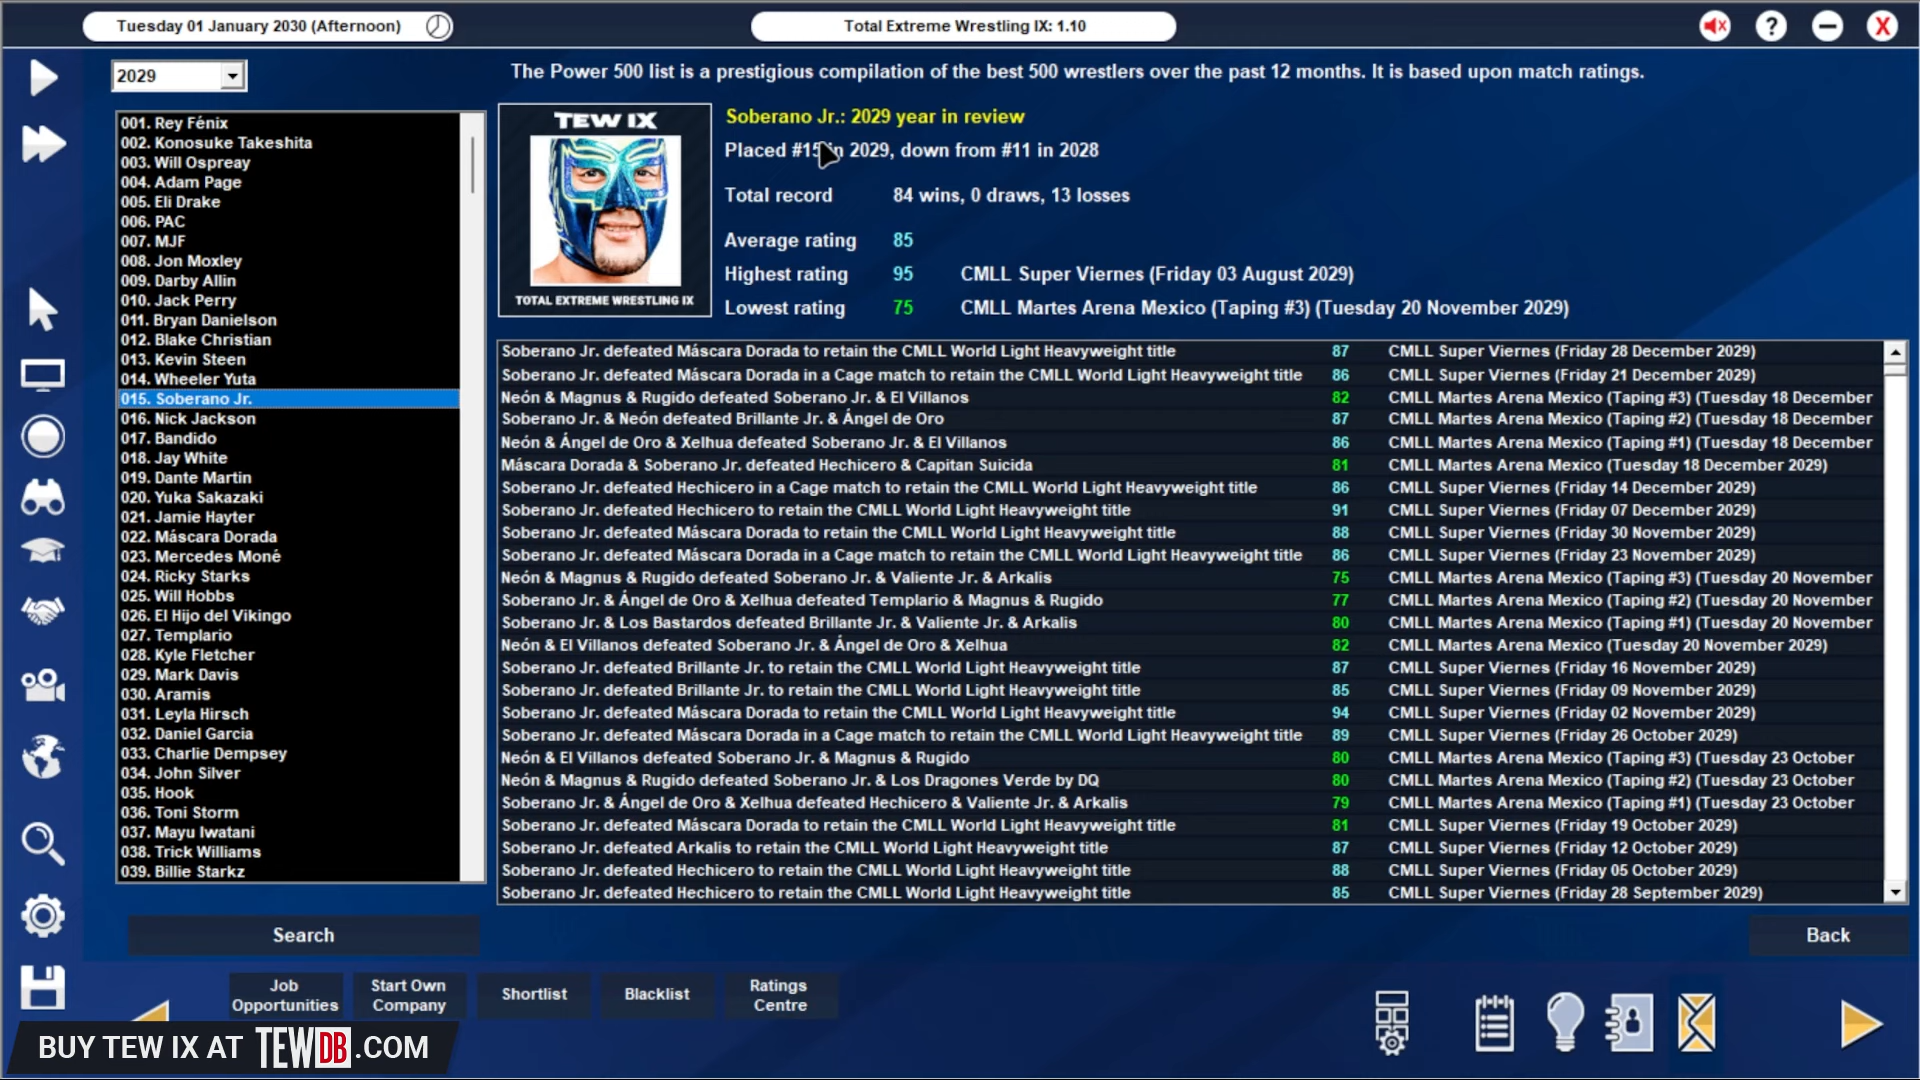 Tuesday 01 January 2030 (Afternoon)
Total Extreme Wrestling IX: 1.10
2029
The Power 500 list is a prestigious compilation of the best 500 wrestlers over the past 12 months. It is based upon match ratings.
001. Rey Fénix
002. Konosuke Takeshita
003. Will Ospreay
004. Adam Page
005. Eli Drake
006. PAC
007. MJF
008. Jon Moxley
009. Darby Allin
010. Jack Perry
011. Bryan Danielson
012. Blake Christian
013. Kevin Steen
014. Wheeler Yuta
015. Soberano Jr.
016. Nick Jackson
017. Bandido
018. Jay White
019. Dante Martin
020. Yuka Sakazaki
021. Jamie Hayter
022. Máscara Dorada
023. Mercedes Moné
024. Ricky Starks
025. Will Hobbs
026. El Hijo del Vikingo
027. Templario
028. Kyle Fletcher
029. Mark Davis
030. Aramis
031. Leyla Hirsch
032. Daniel Garcia
033. Charlie Dempsey
034. John Silver
035. Hook
036. Toni Storm
037. Mayu Iwatani
038. Trick Williams
039. Billie Starkz
TEW IX
TOTAL EXTREME WRESTLING IX
Soberano Jr.: 2029 year in review
Placed #15 in 2029, down from #11 in 2028
Total record 84 wins, 0 draws, 13 losses
Average rating 85
Highest rating 95 CMLL Super Viernes (Friday 03 August 2029)
Lowest rating 75 CMLL Martes Arena Mexico (Taping #3) (Tuesday 20 November 2029)
Soberano Jr. defeated Máscara Dorada to retain the CMLL World Light Heavyweight title 87 CMLL Super Viernes (Friday 28 December 2029)
Soberano Jr. defeated Máscara Dorada in a Cage match to retain the CMLL World Light Heavyweight title 86 CMLL Super Viernes (Friday 21 December 2029)
Neón & Magnus & Rugido defeated Soberano Jr. & El Villanos 82 CMLL Martes Arena Mexico (Taping #3) (Tuesday 18 December
Soberano Jr. & Neón defeated Brillante Jr. & Ángel de Oro 87 CMLL Martes Arena Mexico (Taping #2) (Tuesday 18 December
Neón & Ángel de Oro & Xelhua defeated Soberano Jr. & El Villanos 86 CMLL Martes Arena Mexico (Taping #1) (Tuesday 18 December
Máscara Dorada & Soberano Jr. defeated Hechicero & Capitan Suicida 81 CMLL Martes Arena Mexico (Tuesday 18 December 2029)
Soberano Jr. defeated Hechicero in a Cage match to retain the CMLL World Light Heavyweight title 86 CMLL Super Viernes (Friday 14 December 2029)
Soberano Jr. defeated Hechicero to retain the CMLL World Light Heavyweight title 91 CMLL Super Viernes (Friday 07 December 2029)
Soberano Jr. defeated Máscara Dorada to retain the CMLL World Light Heavyweight title 88 CMLL Super Viernes (Friday 30 November 2029)
Soberano Jr. defeated Máscara Dorada in a Cage match to retain the CMLL World Light Heavyweight title 86 CMLL Super Viernes (Friday 23 November 2029)
Neón & Magnus & Rugido defeated Soberano Jr. & Valiente Jr. & Arkalis 75 CMLL Martes Arena Mexico (Taping #3) (Tuesday 20 November
Soberano Jr. & Ángel de Oro & Xelhua defeated Templario & Magnus & Rugido 77 CMLL Martes Arena Mexico (Taping #2) (Tuesday 20 November
Soberano Jr. & Los Bastardos defeated Brillante Jr. & Valiente Jr. & Arkalis 80 CMLL Martes Arena Mexico (Taping #1) (Tuesday 20 November
Neón & El Villanos defeated Soberano Jr. & Ángel de Oro & Xelhua 82 CMLL Martes Arena Mexico (Tuesday 20 November 2029)
Soberano Jr. defeated Brillante Jr. to retain the CMLL World Light Heavyweight title 87 CMLL Super Viernes (Friday 16 November 2029)
Soberano Jr. defeated Brillante Jr. to retain the CMLL World Light Heavyweight title 85 CMLL Super Viernes (Friday 09 November 2029)
Soberano Jr. defeated Máscara Dorada to retain the CMLL World Light Heavyweight title 94 CMLL Super Viernes (Friday 02 November 2029)
Soberano Jr. defeated Máscara Dorada in a Cage match to retain the CMLL World Light Heavyweight title 89 CMLL Super Viernes (Friday 26 October 2029)
Neón & El Villanos defeated Soberano Jr. & Magnus & Rugido 80 CMLL Martes Arena Mexico (Taping #3) (Tuesday 23 October
Neón & Magnus & Rugido defeated Soberano Jr. & Los Dragones Verde by DQ 80 CMLL Martes Arena Mexico (Taping #2) (Tuesday 23 October
Soberano Jr. & Ángel de Oro & Xelhua defeated Hechicero & Valiente Jr. & Arkalis 79 CMLL Martes Arena Mexico (Taping #1) (Tuesday 23 October
Soberano Jr. defeated Máscara Dorada to retain the CMLL World Light Heavyweight title 81 CMLL Super Viernes (Friday 19 October 2029)
Soberano Jr. defeated Arkalis to retain the CMLL World Light Heavyweight title 87 CMLL Super Viernes (Friday 12 October 2029)
Soberano Jr. defeated Hechicero to retain the CMLL World Light Heavyweight title 88 CMLL Super Viernes (Friday 05 October 2029)
Soberano Jr. defeated Hechicero to retain the CMLL World Light Heavyweight title 85 CMLL Super Viernes (Friday 28 September 2029)
Search
Back
Job Opportunities
Start Own Company
Shortlist
Blacklist
Ratings Centre
BUY TEW IX AT TEWDB.COM